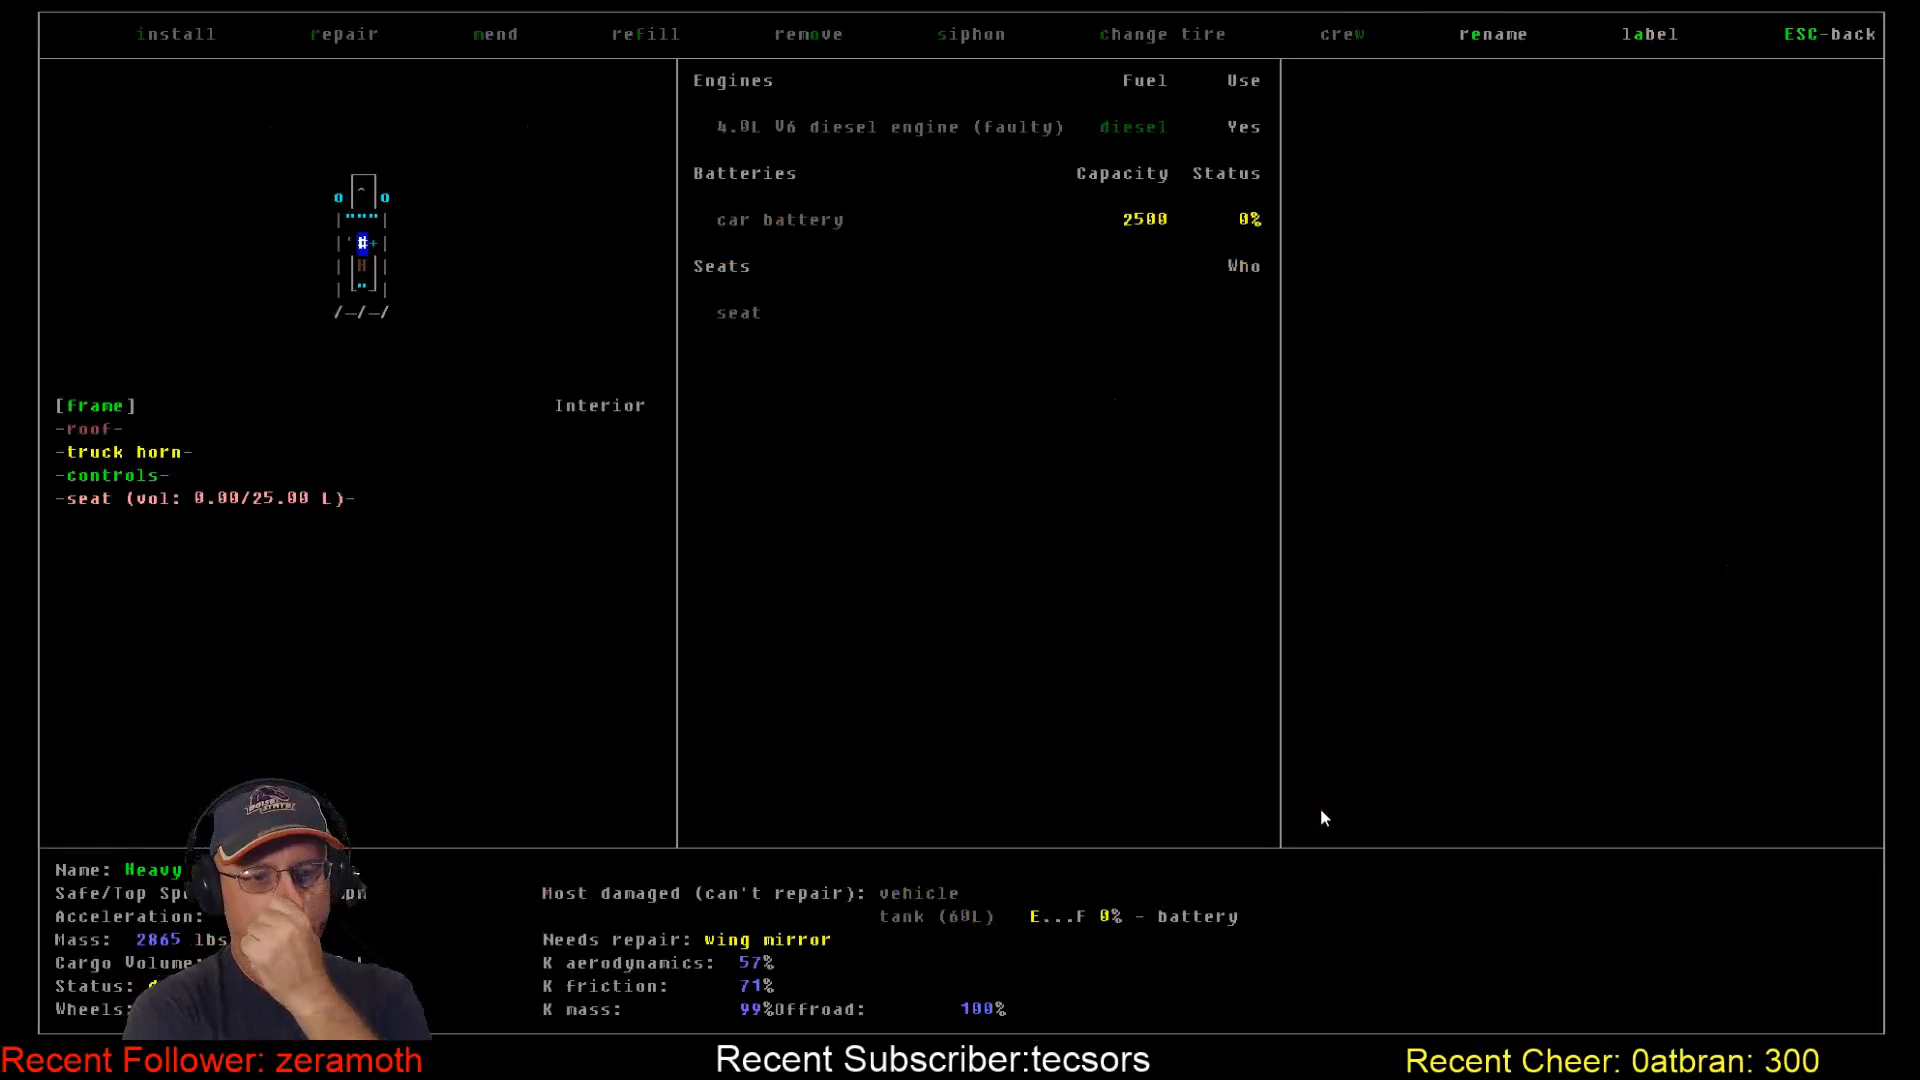 install repair mend refill remove siphon change tire crew rename label ESC-back
Engines Fuel Use
4.0L V6 diesel engine (faulty) diesel Yes
Batteries Capacity Status
car battery 2500 0%
Seats Who
seat
[frame] Interior
-roof-
-truck horn-
-controls-
-seat (vol: 0.00/25.00 L)-
Name: Heavy
Safe/Top
Acceleration:
Mass: 2865 lbs
Cargo Volume:
Status:
Wheels:
Most damaged (can't repair): vehicle
tank (60L) E...F 0% - battery
Needs repair: wing mirror
K aerodynamics: 57%
K friction: 71%
K mass: 99%Offroad: 100%
BOISE STATE
Recent Follower: zeramoth
Recent Subscriber:tecsors
Recent Cheer: 0atbran: 300